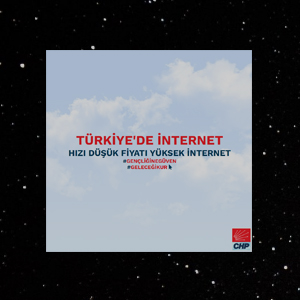 TÜRKİYE'DE İNTERNET
HIZI DÜŞÜK FİYATI YÜKSEK İNTERNET
#GENÇLİĞİNEGÜVEN
#GELECEĞİKUR
CHP